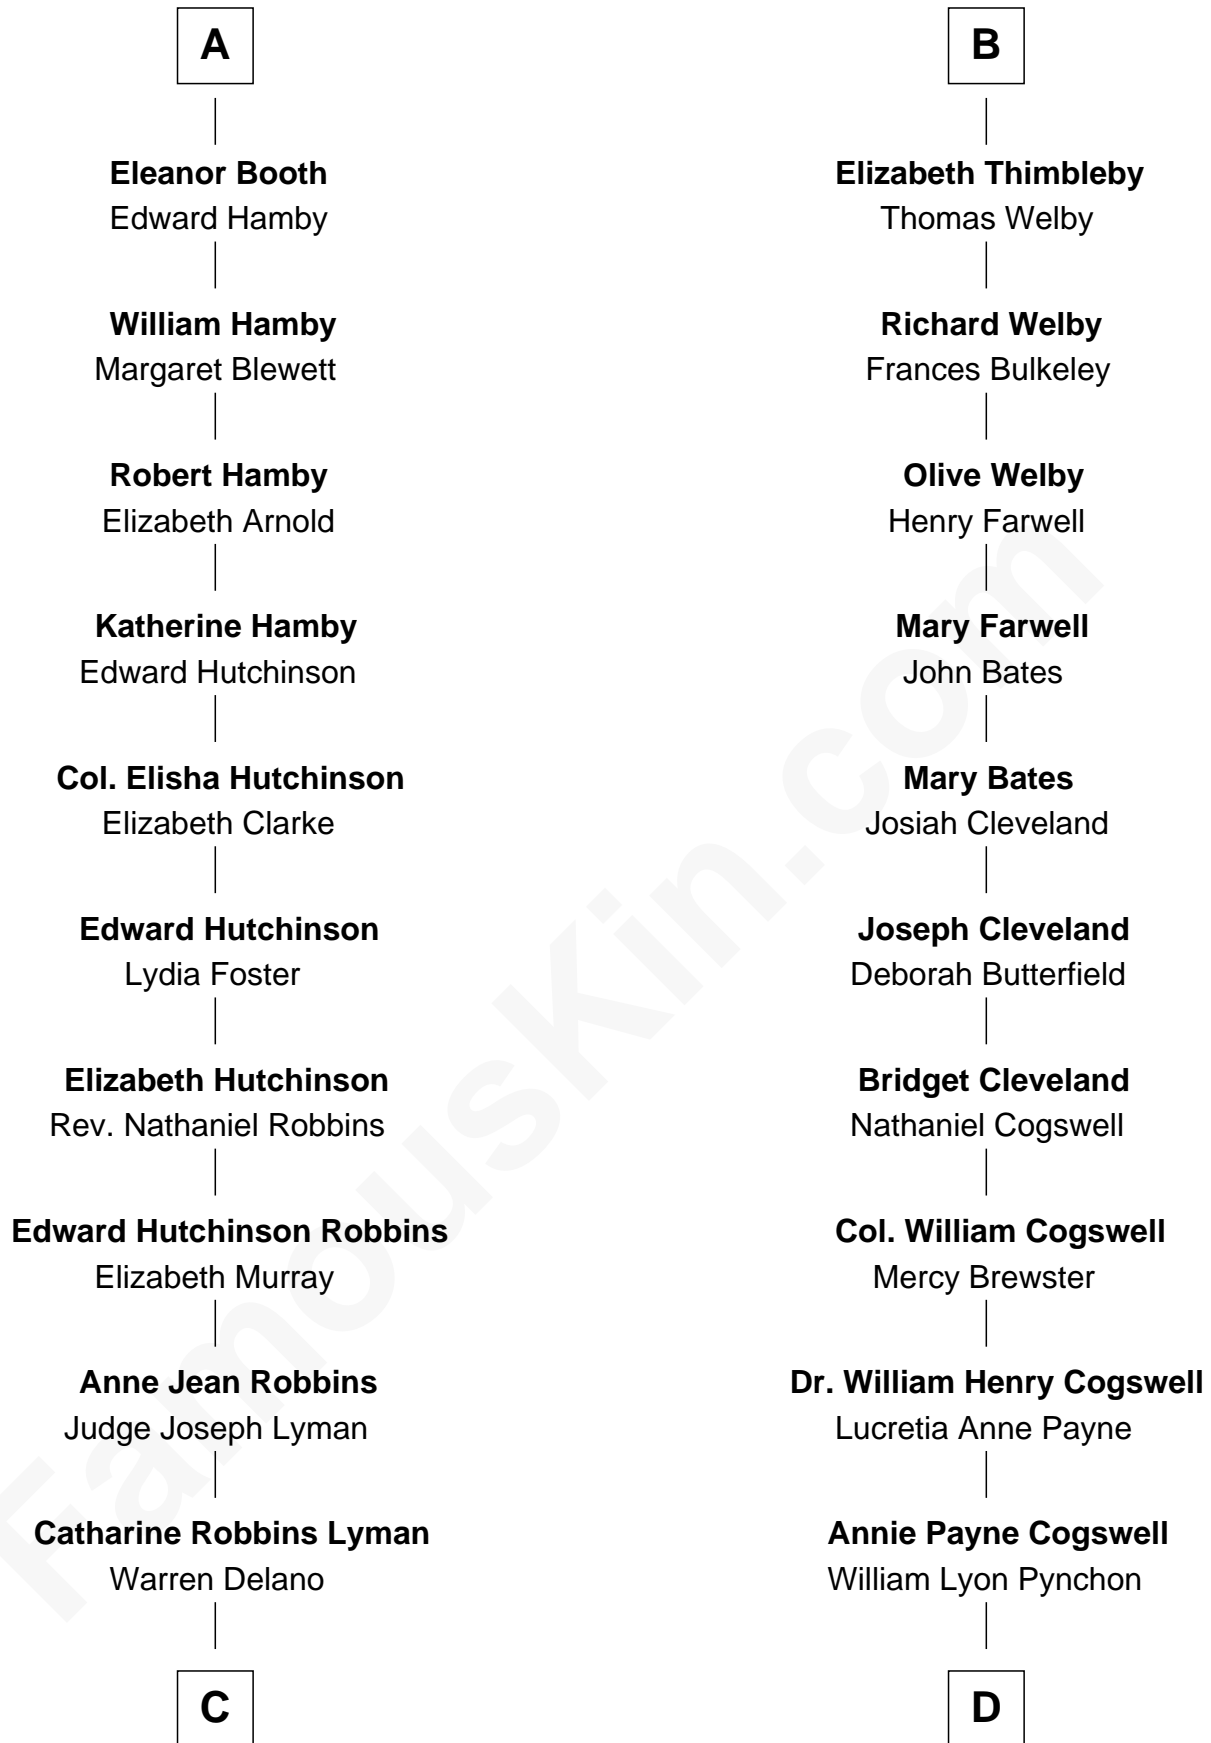 A
Eleanor Booth
Edward Hamby
William Hamby
Margaret Blewett
Robert Hamby
Elizabeth Arnold
Katherine Hamby
Edward Hutchinson
Col. Elisha Hutchinson
Elizabeth Clarke
Edward Hutchinson
Lydia Foster
Elizabeth Hutchinson
Rev. Nathaniel Robbins
Edward Hutchinson Robbins
Elizabeth Murray
Anne Jean Robbins
Judge Joseph Lyman
Catharine Robbins Lyman
Warren Delano
C
B
Elizabeth Thimbleby
Thomas Welby
Richard Welby
Frances Bulkeley
Olive Welby
Henry Farwell
Mary Farwell
John Bates
Mary Bates
Josiah Cleveland
Joseph Cleveland
Deborah Butterfield
Bridget Cleveland
Nathaniel Cogswell
Col. William Cogswell
Mercy Brewster
Dr. William Henry Cogswell
Lucretia Anne Payne
Annie Payne Cogswell
William Lyon Pynchon
D
FamousKin.com